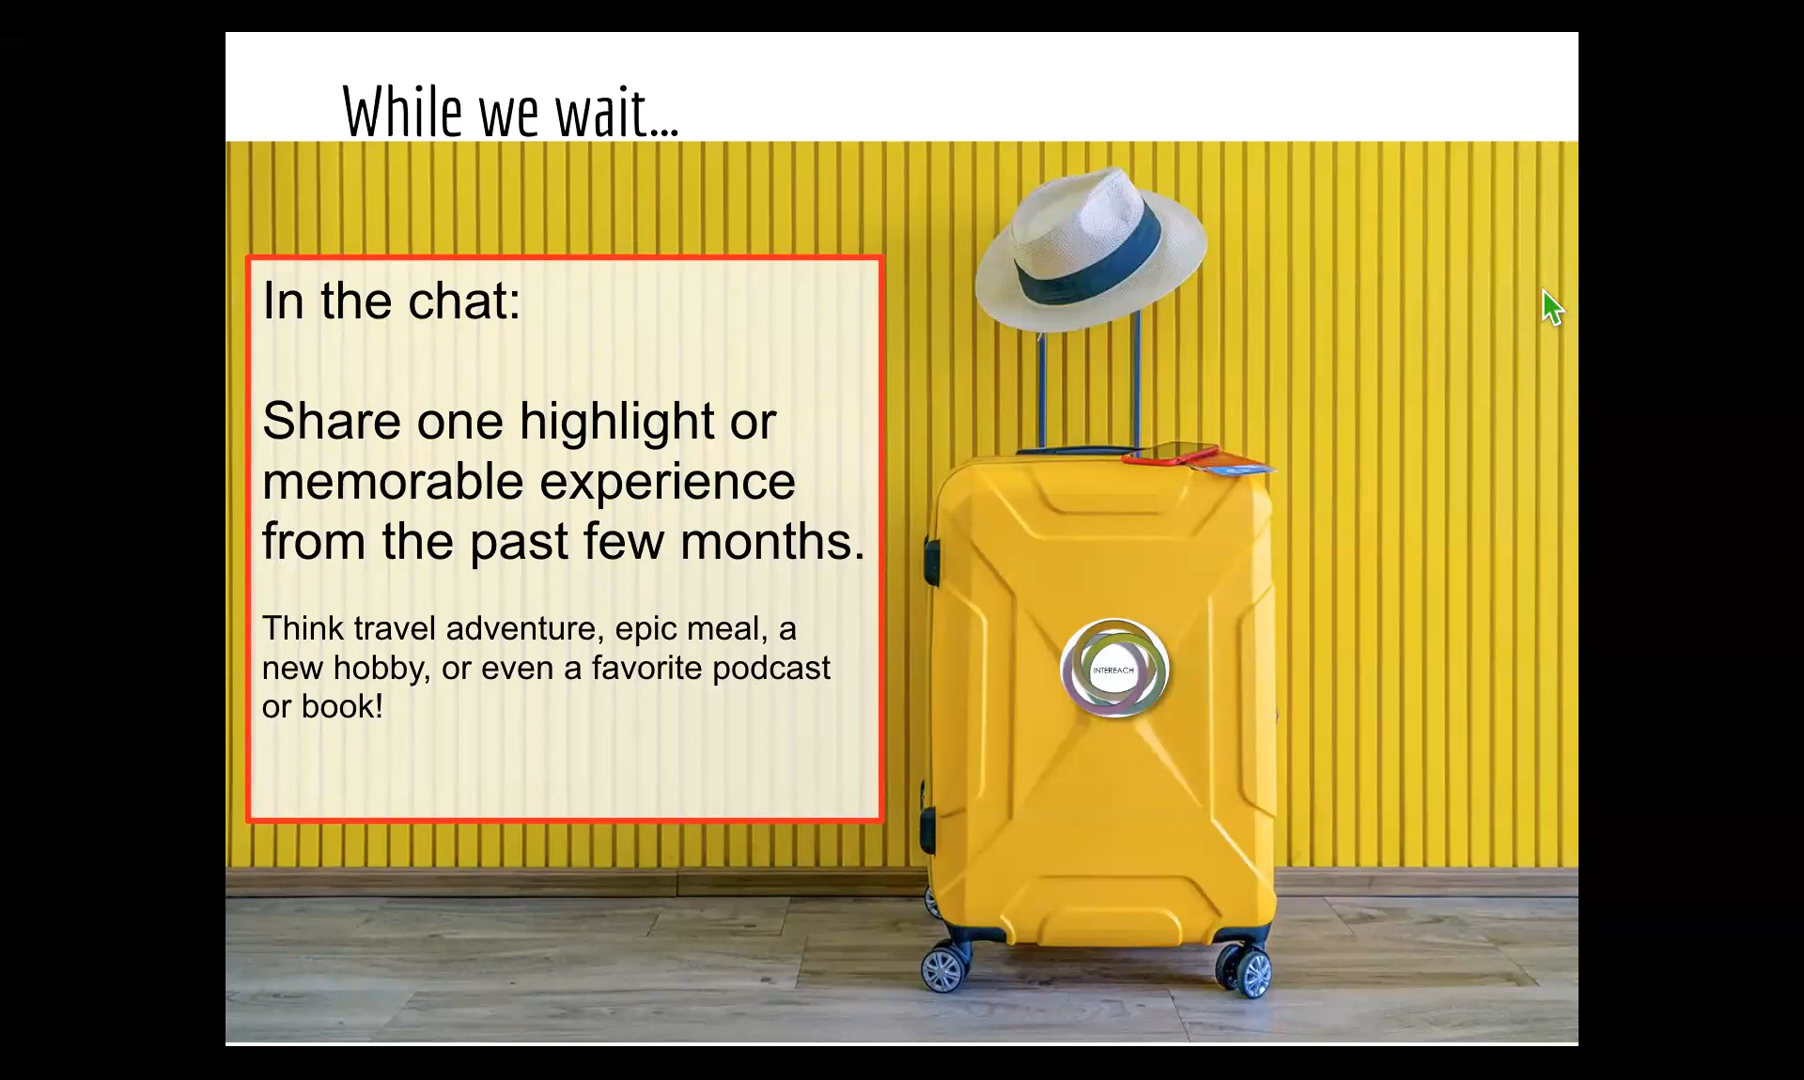 While we wait...
In the chat:
Share one highlight or
memorable experience
from the past few months.
Think travel adventure, epic meal, a
new hobby, or even a favorite podcast
or book!
INTEREACH